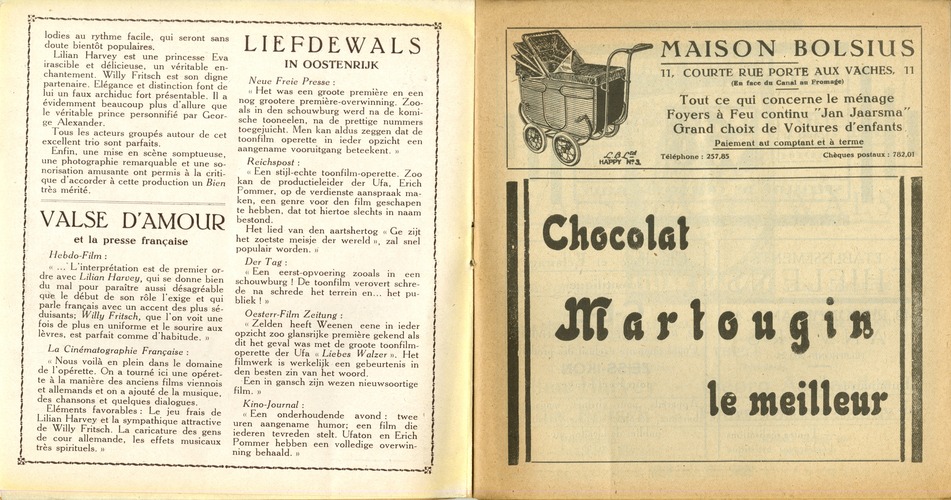 lodies au rythme facile, qui seront sans
doute bientôt populaires.
Lilian Harvey est une princesse Eva
irascible et délicieuse, un véritable en-
chantement. Willy Fritsch est son digne
partenaire. Elégance et distinction font de
lui un faux archiduc fort présentable. Il a
évidemment beaucoup plus d'allure que
le véritable prince personnifié par Geor-
ge Alexander.
Tous les acteurs groupés autour de cet
excellent trio sont parfaits.
Enfin, une mise en scène somptueuse,
une photographie remarquable et une so-
norisation amusante ont permis à la criti-
que d'accorder à cette production un Bien
très mérité.
VALSE D'AMOUR
et la presse française
Hebdo-Film :
« ... L'interprétation est de premier or-
dre avec Lilian Harvey, qui se donne bien
du mal pour paraître aussi désagréable
que le début de son rôle l'exige et qui
parle français avec un accent des plus sé-
duisants; Willy Fritsch, que l'on voit une
fois de plus en uniforme et le sourire aux
lèvres, est parfait comme d'habitude. »
La Cinématographie Française :
« Nous voilà en plein dans le domaine
de l'opérette. On a tourné ici une opéret-
te à la manière des anciens films viennois
et allemands et on a ajouté de la musique,
des chansons et quelques dialogues.
Eléments favorables : Le jeu frais de
Lilian Harvey et la sympathique attractive
de Willy Fritsch. La caricature des gens
de cour allemande, les effets musicaux
très spirituels. »
LIEFDEWALS
IN OOSTENRIJK
Neue Freie Presse :
« Het was een groote première en een
nog grootere première-overwinning. Zoo-
als in den schouwburg werd na de komi-
sche tooneelen, na de prettige nummers
toegejuicht. Men kan aldus zeggen dat de
toonfilm operette in ieder opzicht een
aangename vooruitgang beteekent. »
Reichspost :
« Een stijl-echte toonfilm-operette. Zoo
kan de productieleider der Ufa, Erich
Pommer, op de verdienste aanspraak ma-
ken, een genre voor den film geschapen
te hebben, dat tot hiertoe slechts in naam
bestond.
Het lied van den aartshertog « Ge zijt
het zoetste meisje der wereld », zal snel
populair worden. »
Der Tag :
« Een eerst-opvoering zooals in een
schouwburg ! De toonfilm verovert schre-
de na schrede het terrein en... het pu-
bliek ! »
Oesterr-Film Zeitung :
« Zelden heeft Weenen eene in ieder
opzicht zoo glansrijke première gekend als
dit het geval was met de groote toonfilm-
operette der Ufa « Liebes Walzer ». Het
filmwerk is werkelijk een gebeurtenis in
den besten zin van het woord.
Een in gansch zijn wezen nieuwsoortige
film. »
Kino-Journal :
« Een onderhoudende avond : twee
uren aangename humor; een film die
iederen tevreden stelt. Ufaton en Erich
Pommer hebben een volledige overwin-
ning behaald. »
L.B. Ltd
HAPPY No 3
MAISON BOLSIUS
11, COURTE RUE PORTE AUX VACHES, 11
(En face du Canal au Fromage)
Tout ce qui concerne le ménage
Foyers à Feu continu "Jan Jaarsma"
Grand choix de Voitures d'enfants
Paiement au comptant et à terme
Téléphone : 257,85 Chèques postaux : 782,01
Chocolat
Martougin
le meilleur